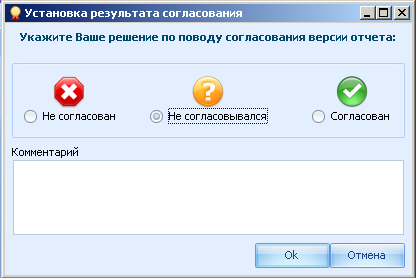 Установка результата согласования
Укажите Ваше решение по поводу согласования версии отчета:
Не согласован
Не согласовывался
Согласован
Комментарий
Ok
Отмена